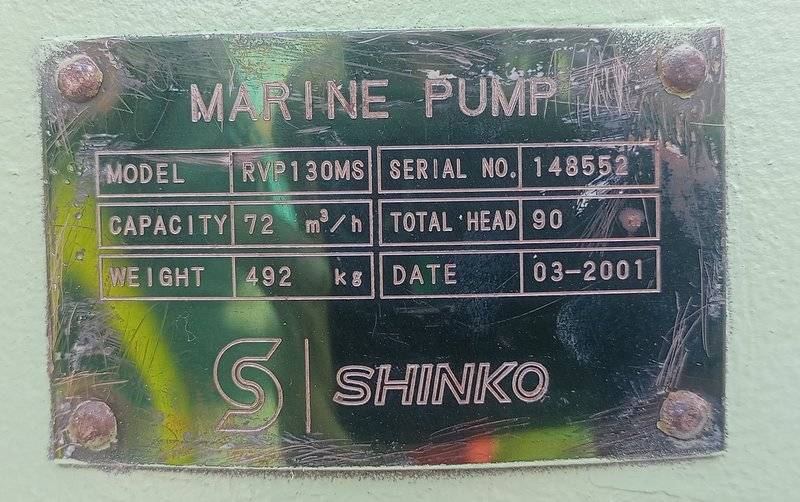 MARINE PUMP
MODEL RVP130MS SERIAL NO. 148552
CAPACITY 72 m³/h TOTAL HEAD 90
WEIGHT 492 kg DATE 03-2001
S SHINKO